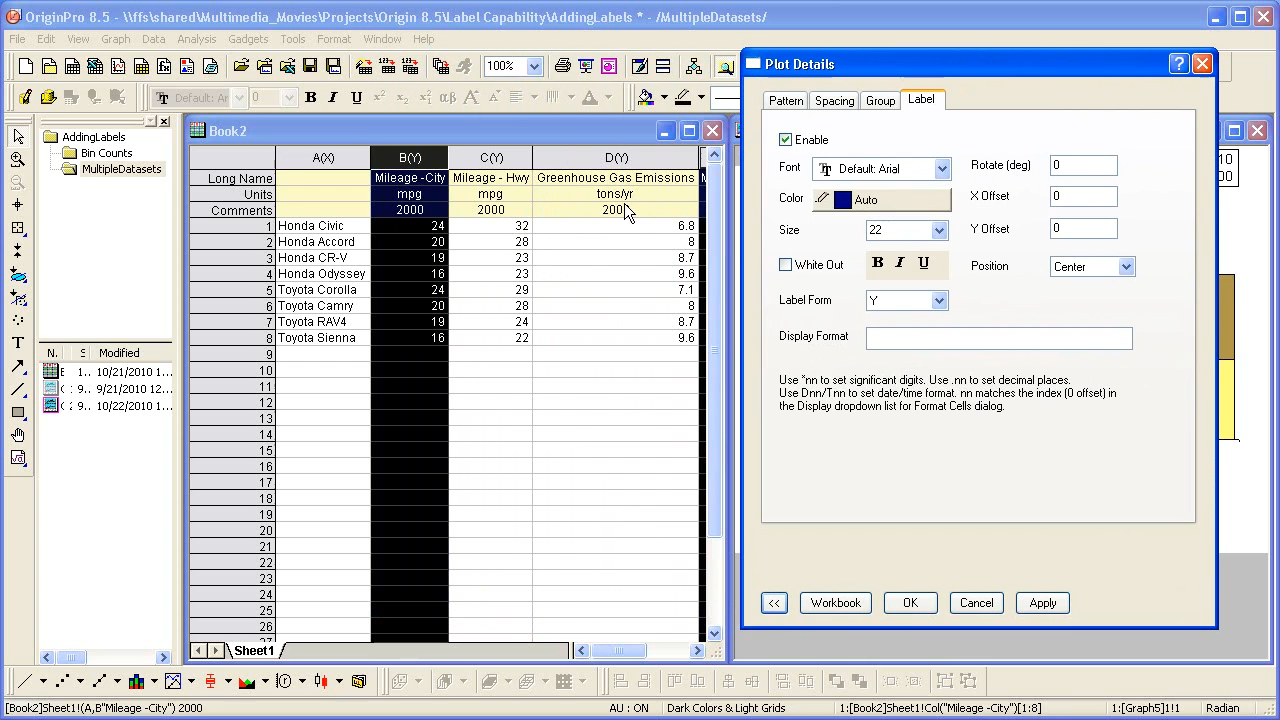 OriginPro 8.5 - \\ffs\shared\Multimedia_Movies\Projects\Origin 8.5\Label Capability\AddingLabels * - /MultipleDatasets/
File Edit View Graph Data Analysis Gadgets Tools Format Window Help
100%
Default: Ar 0 B I U
AddingLabels
Bin Counts
MultipleDatasets
N. S Modified
1.. 10/21/2010 1...
9.. 9/21/2010 12...
9.. 10/22/2010 1...
Book2
A(X) B(Y) C(Y) D(Y)
Long Name Mileage -City Mileage - Hwy Greenhouse Gas Emissions
Units mpg mpg tons/yr
Comments 2000 2000 200
1 Honda Civic 24 32 6.8
2 Honda Accord 20 28 8
3 Honda CR-V 19 23 8.7
4 Honda Odyssey 16 23 9.6
5 Toyota Corolla 24 29 7.1
6 Toyota Camry 20 28 8
7 Toyota RAV4 19 24 8.7
8 Toyota Sienna 16 22 9.6
9
10
11
12
13
14
15
16
17
18
19
20
21
22
23
24
25
26
27
Sheet1
Plot Details
Pattern Spacing Group Label
Enable
Font Default: Arial Rotate (deg) 0
Color Auto X Offset 0
Size 22 Y Offset 0
White Out B I U Position Center
Label Form Y
Display Format
Use *nn to set significant digits. Use .nn to set decimal places.
Use Dnn/Tnn to set date/time format. nn matches the index (0 offset) in
the Display dropdown list for Format Cells dialog.
<< Workbook OK Cancel Apply
10
00
[Book2]Sheet1!(A,B"Mileage -City") 2000 AU : ON Dark Colors & Light Grids 1:[Book2]Sheet1!Col("Mileage -City")[1:8] 1:[Graph5]1!1 Radian